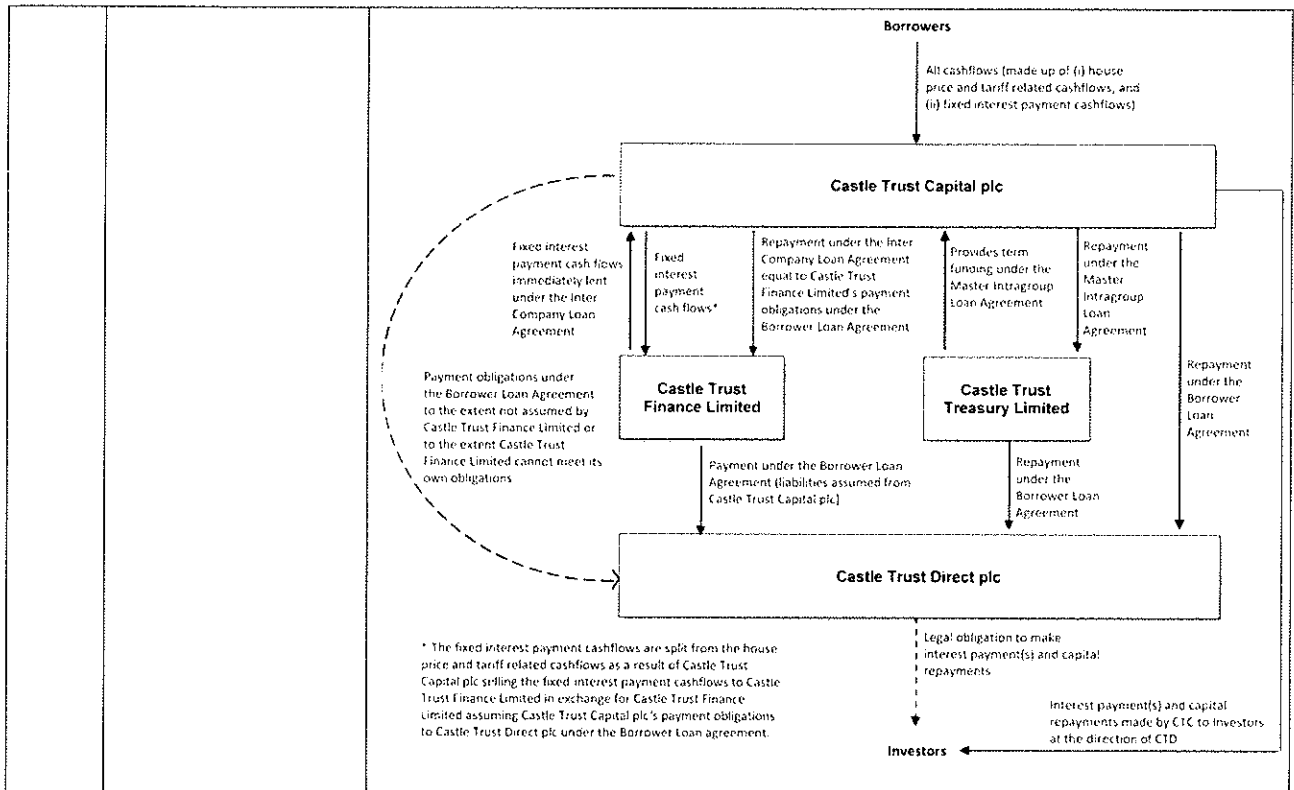 Borrowers
All cashflows (made up of (i) house
price and tariff related cashflows, and
(ii) fixed interest payment cashflows)
Castle Trust Capital plc
Fixed interest
payment cash flows
immediately lent
under the Inter
Company Loan
Agreement
Fixed
interest
payment
cash flows*
Repayment under the Inter
Company Loan Agreement
equal to Castle Trust
Finance Limited's payment
obligations under the
Borrower Loan Agreement
Provides term
funding under the
Master Intragroup
Loan Agreement
Repayment
under the
Master
Intragroup
Loan
Agreement
Repayment
under the
Borrower
Loan
Agreement
Payment obligations under
the Borrower Loan Agreement
to the extent not assumed by
Castle Trust Finance Limited or
to the extent Castle Trust
Finance Limited cannot meet its
own obligations
Castle Trust
Finance Limited
Castle Trust
Treasury Limited
Payment under the Borrower Loan
Agreement (liabilities assumed from
Castle Trust Capital plc)
Repayment
under the
Borrower Loan
Agreement
Castle Trust Direct plc
Legal obligation to make
interest payment(s) and capital
repayments
* The fixed interest payment cashflows are split from the house
price and tariff related cashflows as a result of Castle Trust
Capital plc selling the fixed interest payment cashflows to Castle
Trust Finance Limited in exchange for Castle Trust Finance
Limited assuming Castle Trust Capital plc's payment obligations
to Castle Trust Direct plc under the Borrower Loan agreement.
Interest payment(s) and capital
repayments made by CTC to Investors
at the direction of CTD
Investors